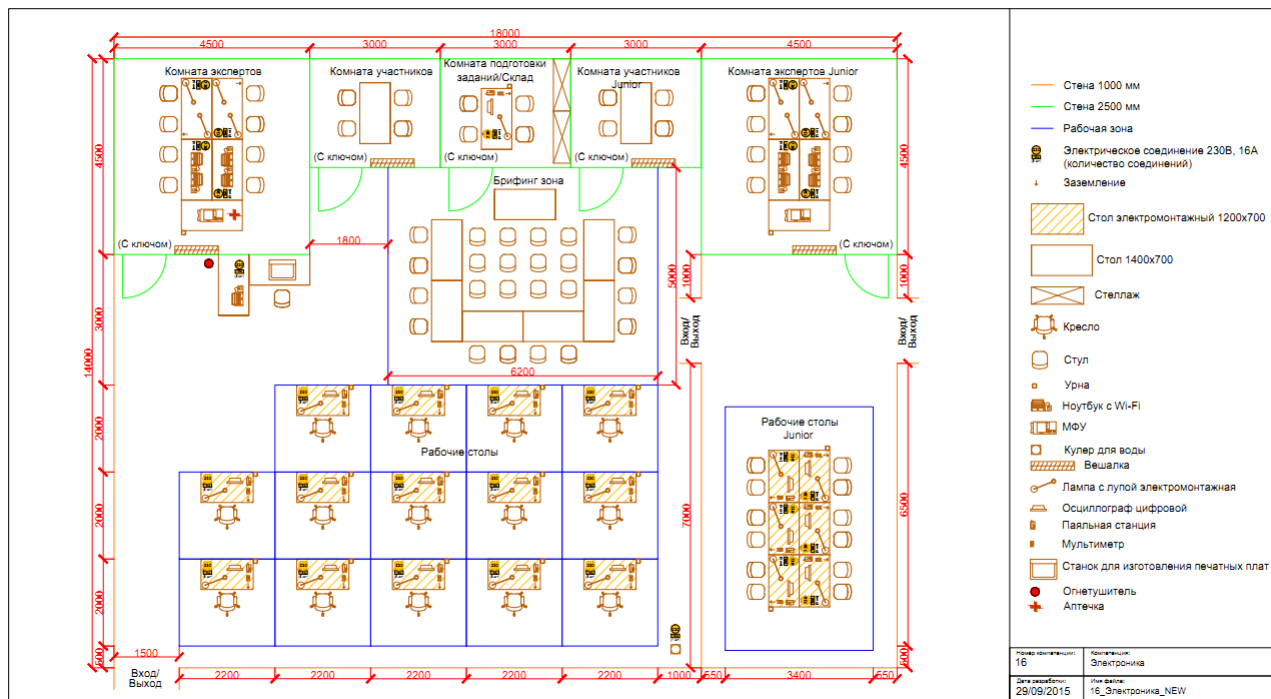 18000
4500
3000
3000
3000
4500
Комната экспертов
Комната участников
Комната подготовки
заданий/Склад
Комната участников
Junior
Комната экспертов Junior
(С ключом)
(С ключом)
(С ключом)
(С ключом)
(С ключом)
Брифинг зона
1800
4500
4500
14000
3000
5000
1000
1000
Вход/
Выход
Вход/
Выход
6200
Рабочие столы
Рабочие столы
Junior
2000
2000
2000
500
7000
6500
500
1500
Вход/
Выход
2200
2200
2200
2200
2200
1000
550
3400
550
Стена 1000 мм
Стена 2500 мм
Рабочая зона
Электрическое соединение 230В, 16А
(количество соединений)
Заземление
Стол электромонтажный 1200х700
Стол 1400х700
Стеллаж
Кресло
Стул
Урна
Ноутбук с Wi-Fi
МФУ
Кулер для воды
Вешалка
Лампа с лупой электромонтажная
Осциллограф цифровой
Паяльная станция
Мультиметр
Станок для изготовления печатных плат
Огнетушитель
Аптечка
Номер компетенции:
16
Компетенция:
Электроника
Дата разработки:
29/09/2015
Имя файла:
16_Электроника_NEW